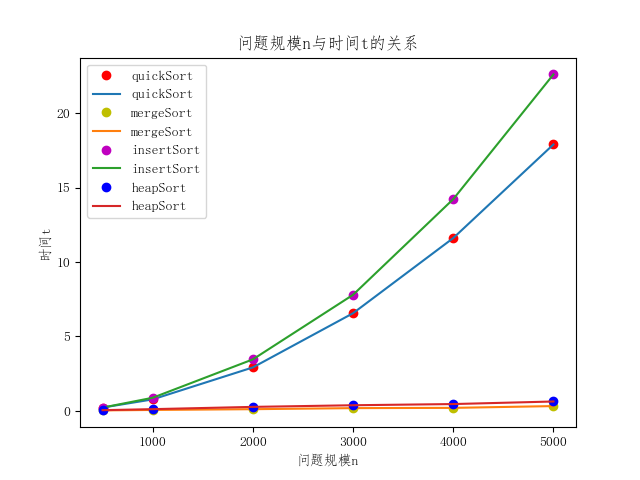 问题规模n与时间t的关系
quickSort
quickSort
mergeSort
mergeSort
insertSort
insertSort
heapSort
heapSort
时间t
20
15
10
5
0
1000 2000 3000 4000 5000
问题规模n